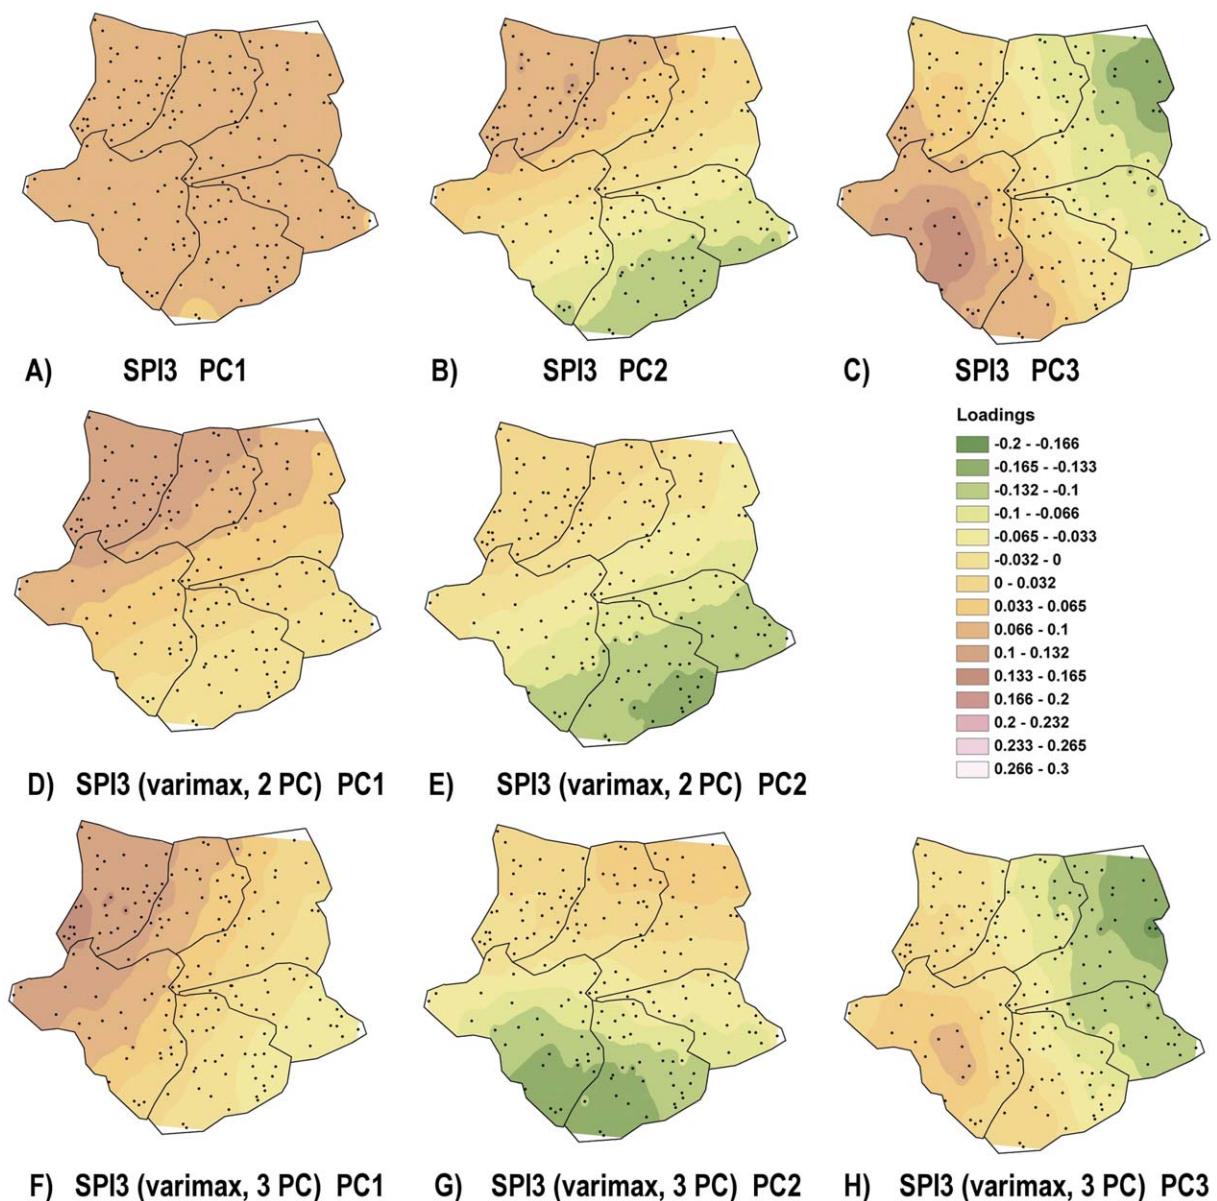 A) SPI3 PC1
B) SPI3 PC2
C) SPI3 PC3
Loadings
-0.2 - -0.166
-0.165 - -0.133
-0.132 - -0.1
-0.1 - -0.066
-0.065 - -0.033
-0.032 - 0
0 - 0.032
0.033 - 0.065
0.066 - 0.1
0.1 - 0.132
0.133 - 0.165
0.166 - 0.2
0.2 - 0.232
0.233 - 0.265
0.266 - 0.3
D) SPI3 (varimax, 2 PC) PC1
E) SPI3 (varimax, 2 PC) PC2
F) SPI3 (varimax, 3 PC) PC1
G) SPI3 (varimax, 3 PC) PC2
H) SPI3 (varimax, 3 PC) PC3